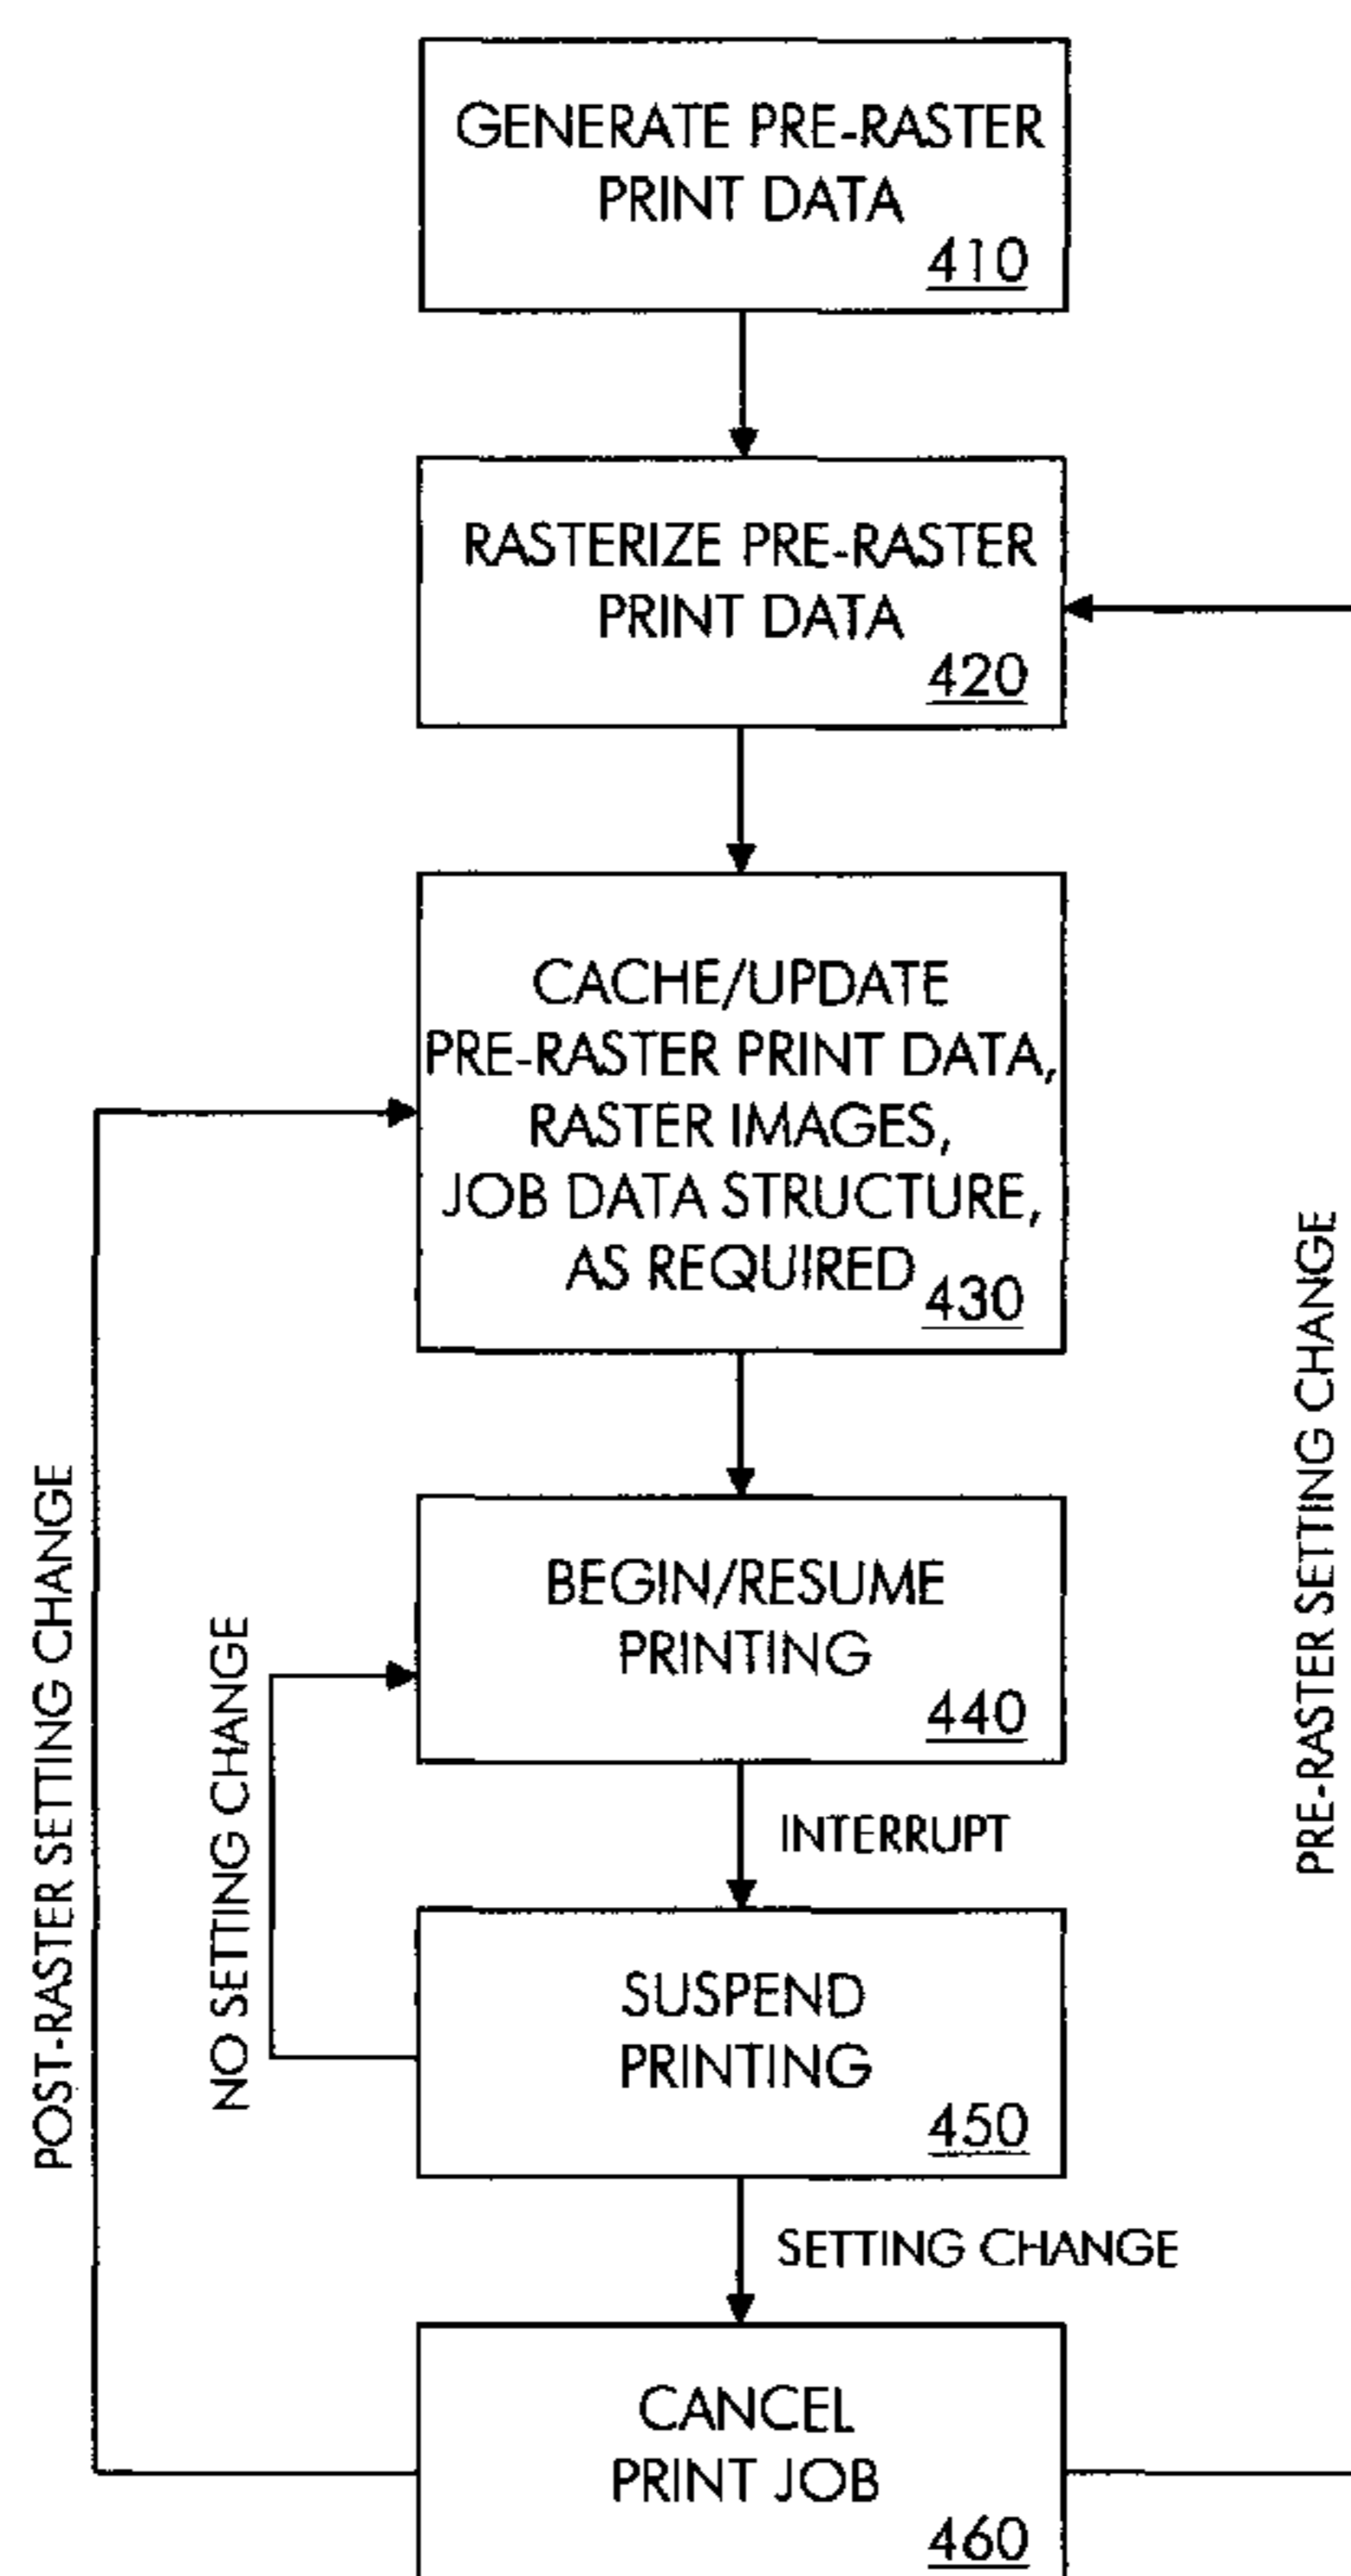 GENERATE PRE-RASTER
PRINT DATA
410
RASTERIZE PRE-RASTER
PRINT DATA
420
CACHE/UPDATE
PRE-RASTER PRINT DATA,
RASTER IMAGES,
JOB DATA STRUCTURE,
AS REQUIRED
430
BEGIN/RESUME
PRINTING
440
INTERRUPT
SUSPEND
PRINTING
450
SETTING CHANGE
CANCEL
PRINT JOB
460
POST-RASTER SETTING CHANGE
NO SETTING CHANGE
PRE-RASTER SETTING CHANGE